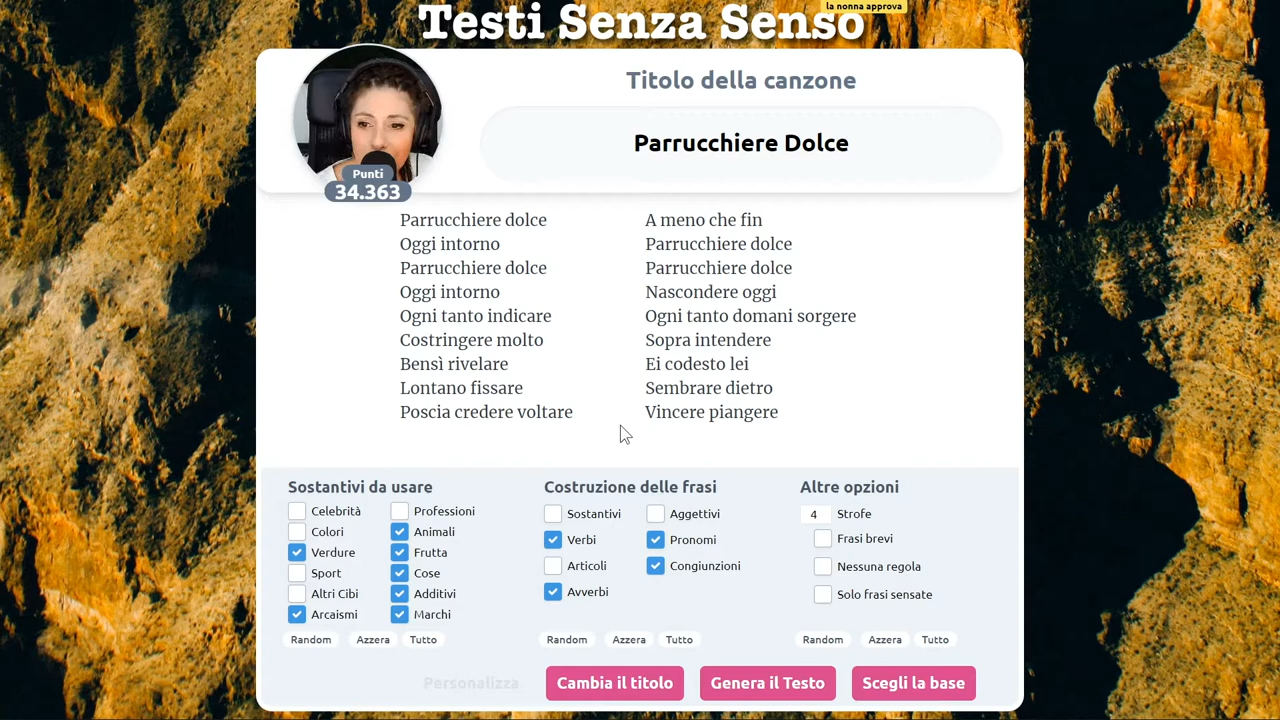 la nonna approva
Testi Senza Senso
Titolo della canzone
Parrucchiere Dolce
Punti
34.363
Parrucchiere dolce
Oggi intorno
Parrucchiere dolce
Oggi intorno
Ogni tanto indicare
Costringere molto
Bensì rivelare
Lontano fissare
Poscia credere voltare
A meno che fin
Parrucchiere dolce
Parrucchiere dolce
Nascondere oggi
Ogni tanto domani sorgere
Sopra intendere
Ei codesto lei
Sembrare dietro
Vincere piangere
Sostantivi da usare
Celebrità
Professioni
Colori
Animali
Verdure
Frutta
Sport
Cose
Altri Cibi
Additivi
Arcaismi
Marchi
Random Azzera Tutto
Costruzione delle frasi
Sostantivi
Aggettivi
Verbi
Pronomi
Articoli
Congiunzioni
Avverbi
Random Azzera Tutto
Altre opzioni
4 Strofe
Frasi brevi
Nessuna regola
Solo frasi sensate
Random Azzera Tutto
Personalizza
Cambia il titolo
Genera il Testo
Scegli la base